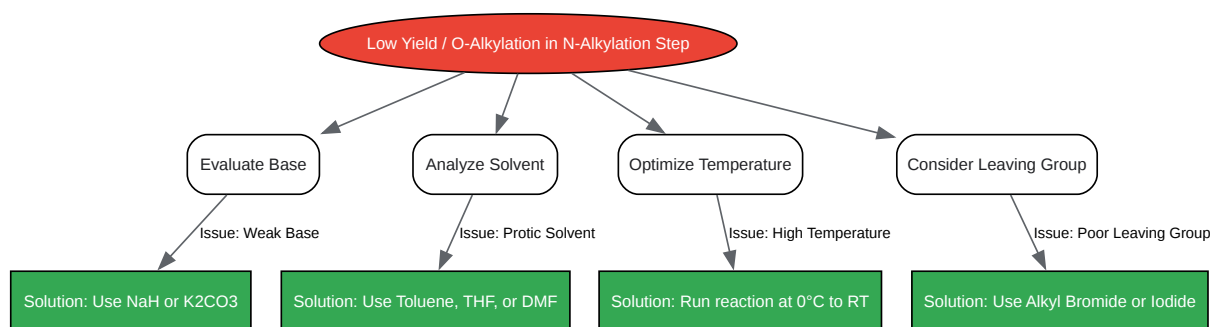 Low Yield / O-Alkylation in N-Alkylation Step
Evaluate Base
Analyze Solvent
Optimize Temperature
Consider Leaving Group
Issue: Weak Base
Issue: Protic Solvent
Issue: High Temperature
Issue: Poor Leaving Group
Solution: Use NaH or K2CO3
Solution: Use Toluene, THF, or DMF
Solution: Run reaction at 0°C to RT
Solution: Use Alkyl Bromide or Iodide